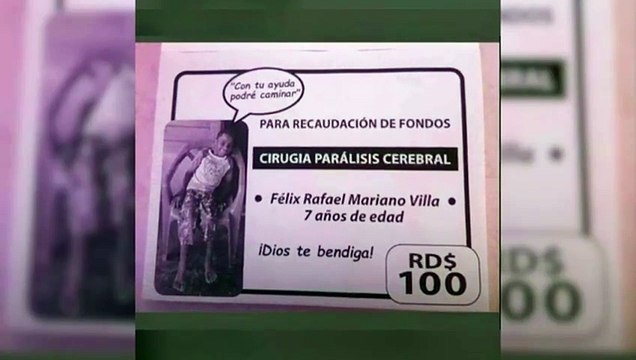 "Con tu ayuda
podré caminar"
PARA RECAUDACIÓN DE FONDOS
CIRUGIA PARÁLISIS CEREBRAL
• Félix Rafael Mariano Villa •
7 años de edad
¡Dios te bendiga!
RD$
100